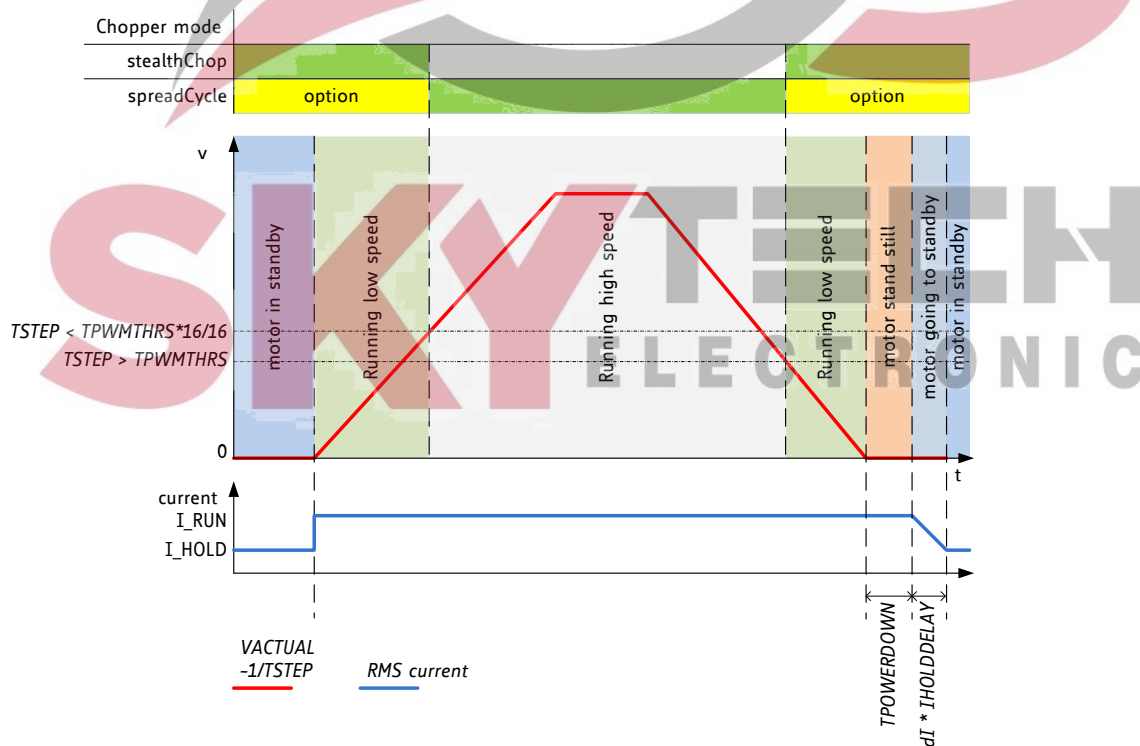 Chopper mode
stealthChop
spreadCycle
option
option
v
motor in standby
Running low speed
Running high speed
Running low speed
motor stand still
motor going to standby
motor in standby
TSTEP < TPWMTHRS*16/16
TSTEP > TPWMTHRS
0
t
SKY TECH
ELECTRONIC
current
I_RUN
I_HOLD
TPOWERDOWN
dI * IHOLDDELAY
VACTUAL
~1/TSTEP
RMS current